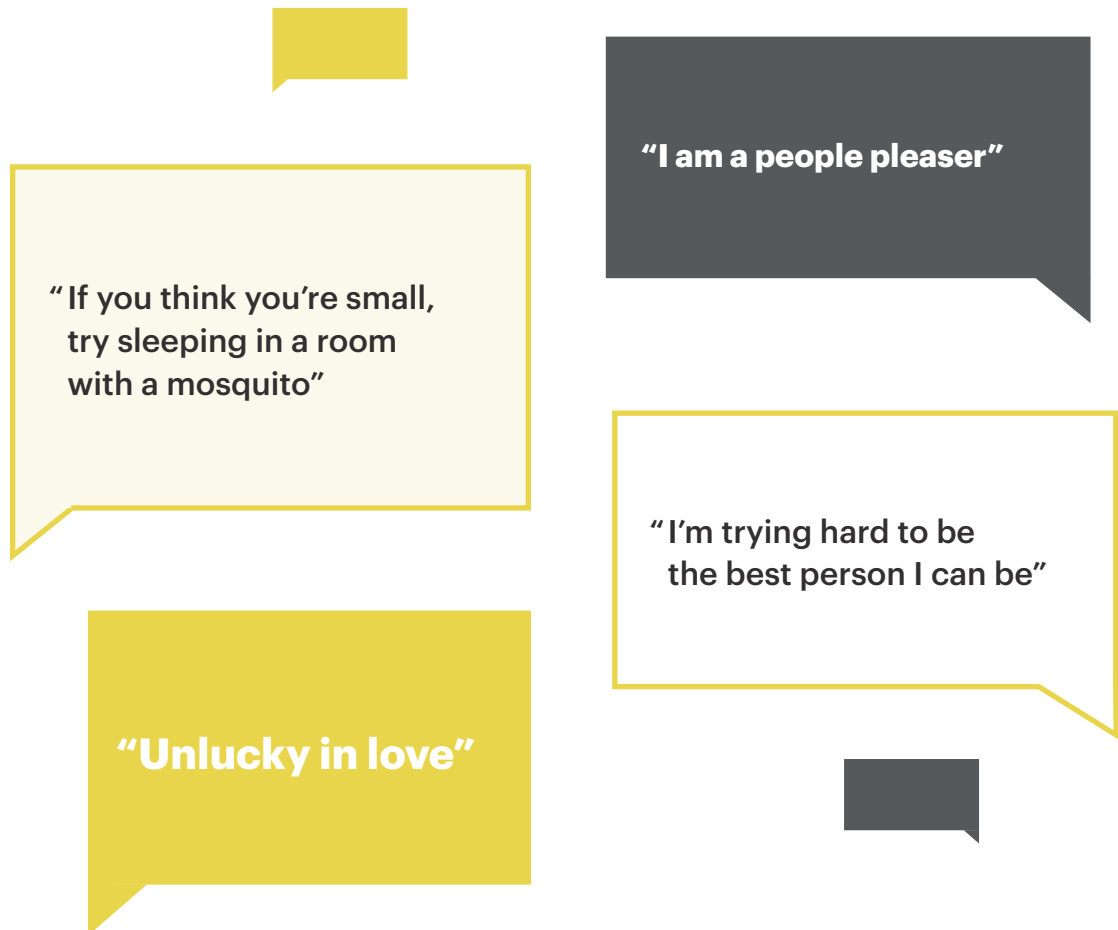 “I am a people pleaser”
“If you think you’re small,
try sleeping in a room
with a mosquito”
“I’m trying hard to be
the best person I can be”
“Unlucky in love”